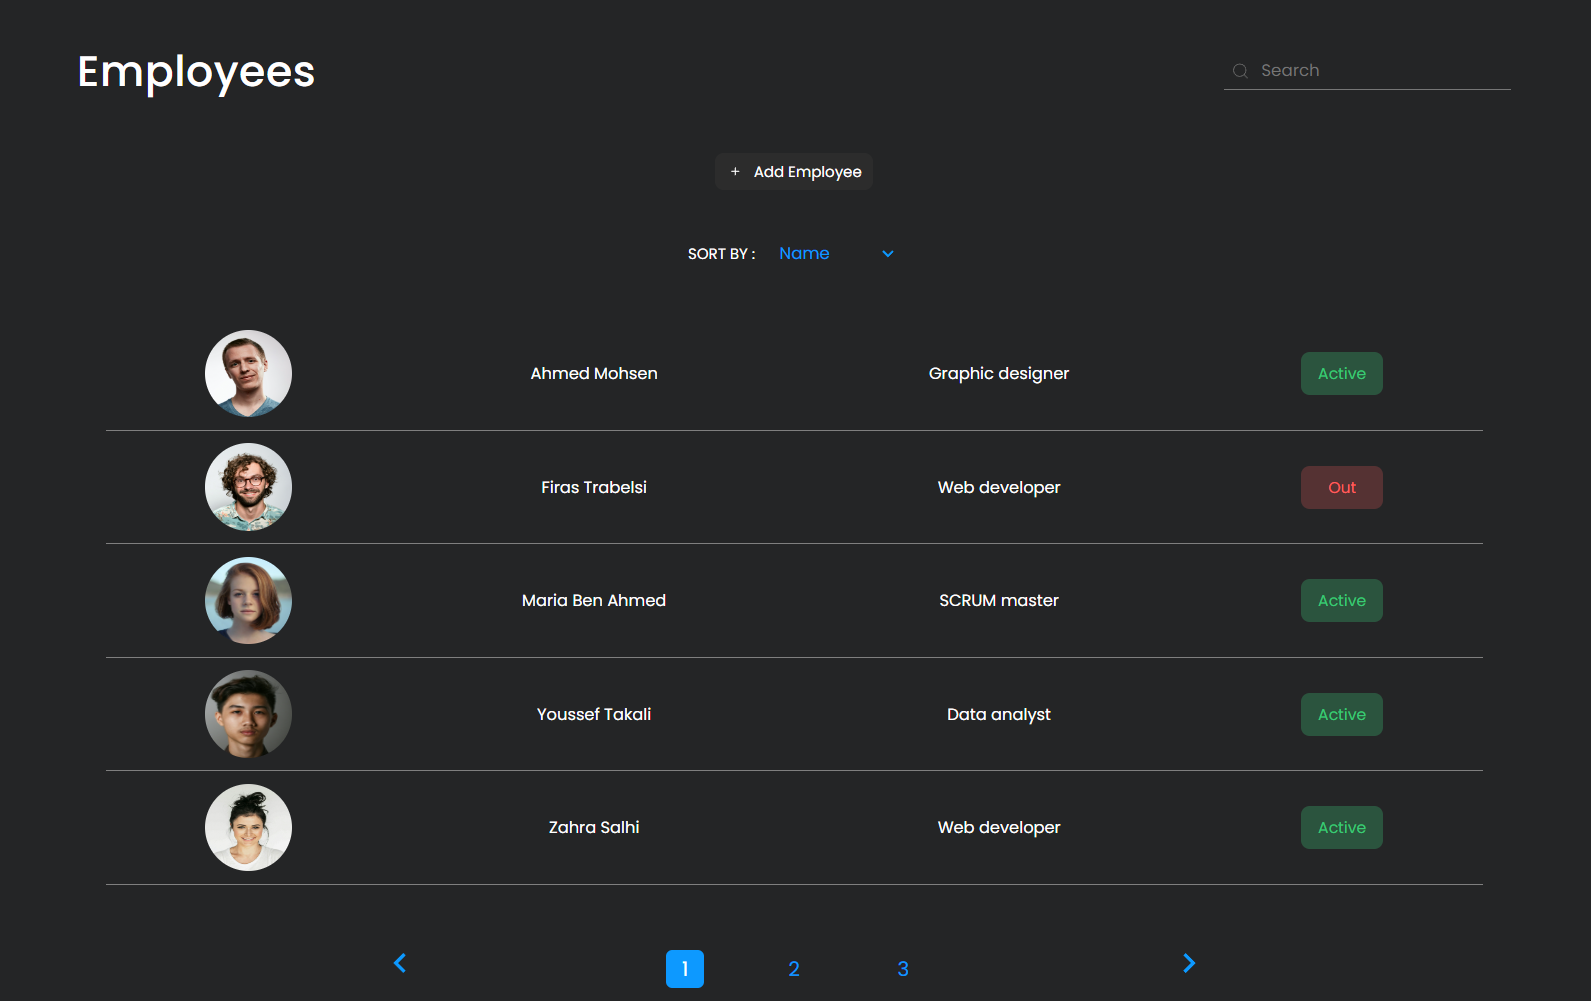 Employees
Search
+ Add Employee
SORT BY : Name
Ahmed Mohsen Graphic designer Active
Firas Trabelsi Web developer Out
Maria Ben Ahmed SCRUM master Active
Youssef Takali Data analyst Active
Zahra Salhi Web developer Active
1 2 3